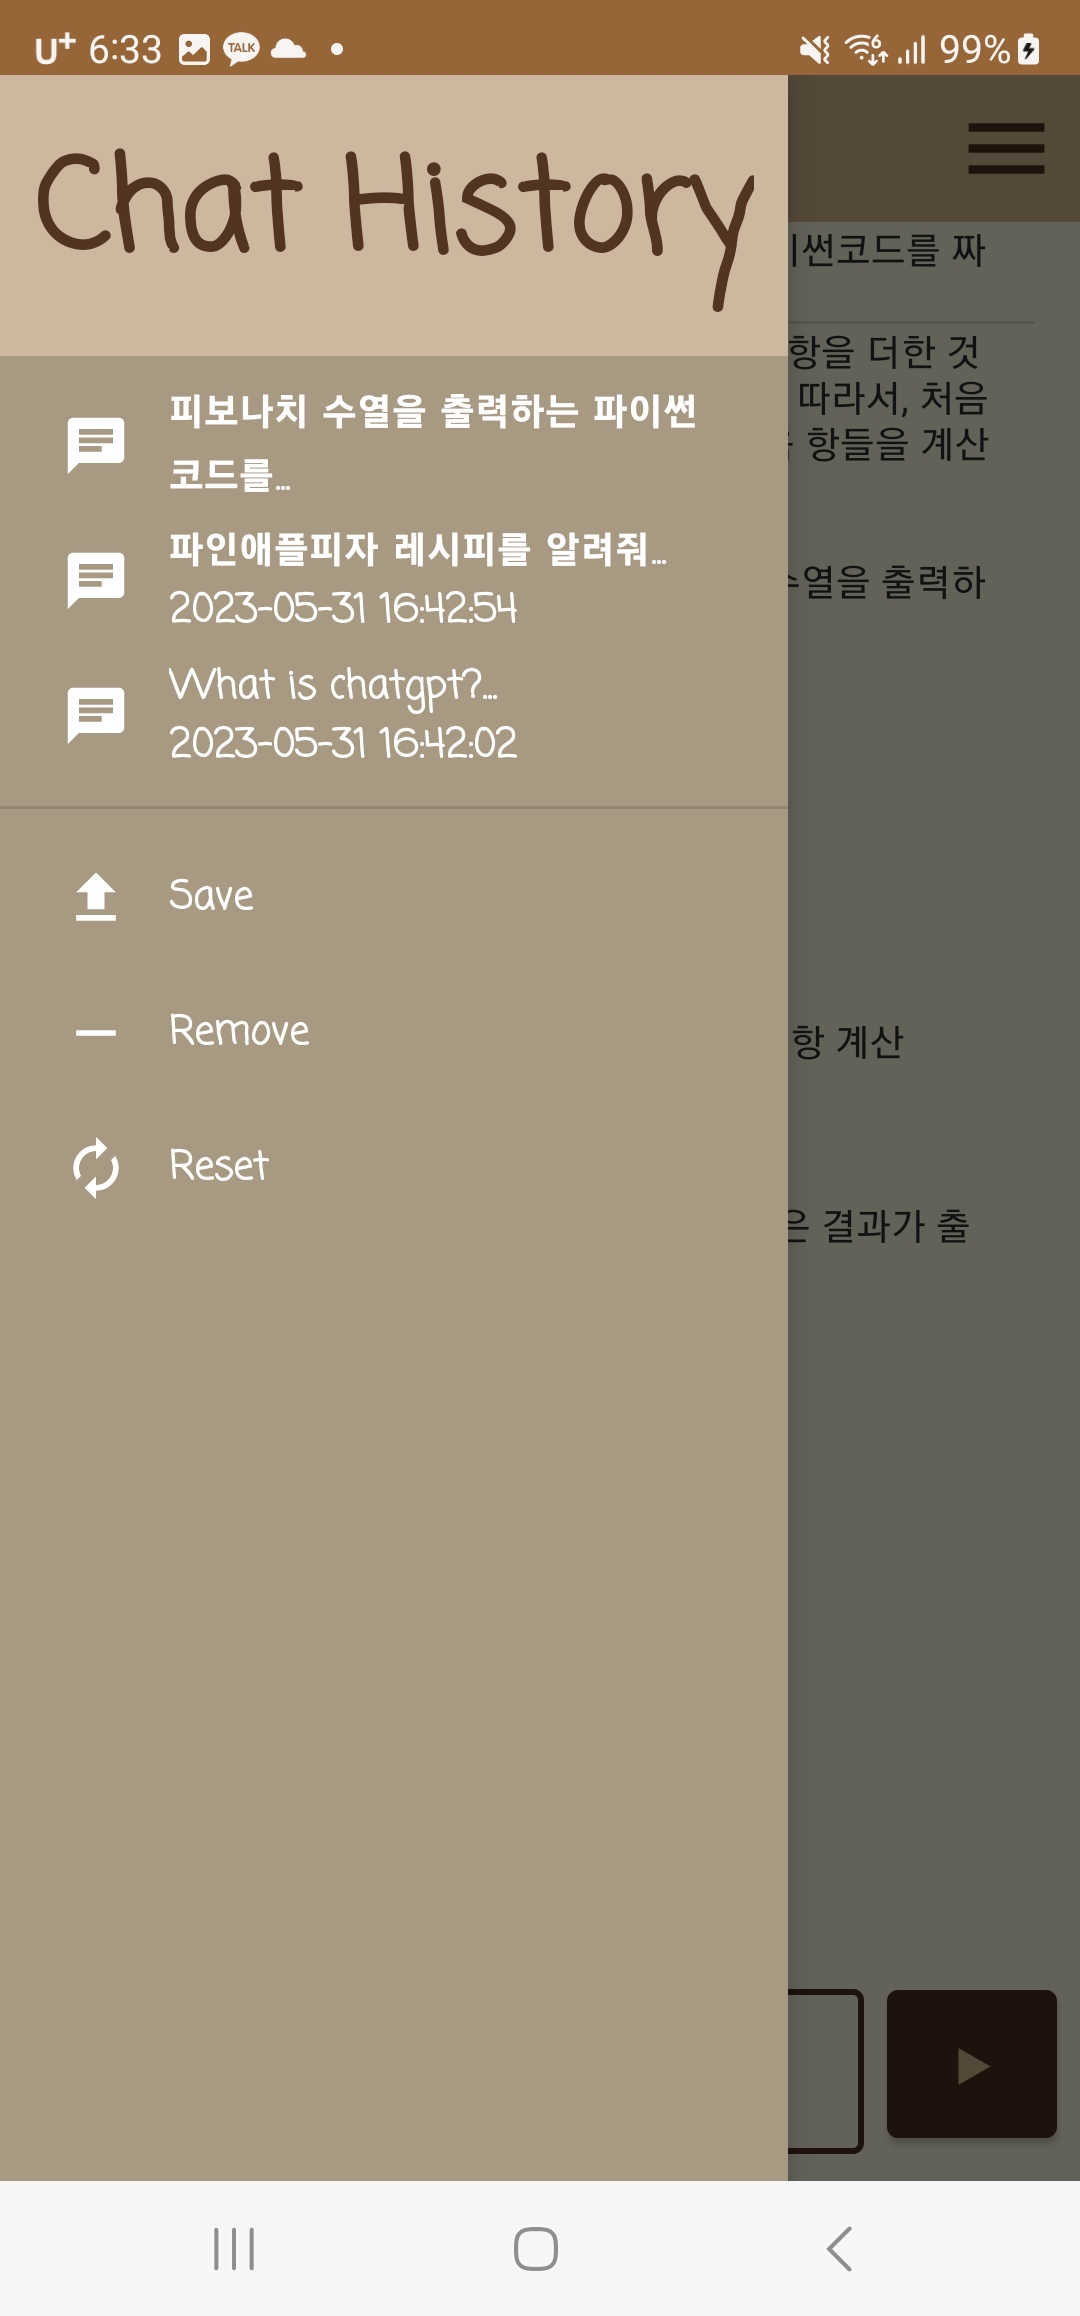 U+ 6:33 TALK 6 99%
Chat History
피보나치 수열을 출력하는 파이썬
코드를...
파인애플피자 레시피를 알려줘...
2023-05-31 16:42:54
What is chatgpt?...
2023-05-31 16:42:02
Save
Remove
Reset
썬코드를 짜
항을 더한 것
따라서, 처음
항들을 계산
수열을 출력하
항 계산
은 결과가 출